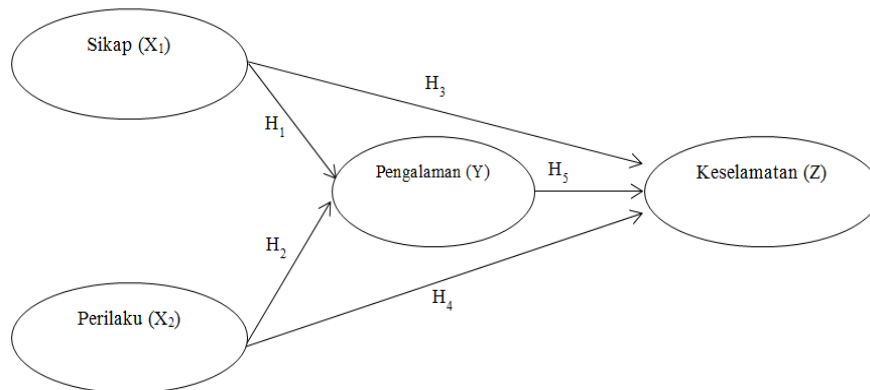 Sikap (X₁)
H₃
H₁
Pengalaman (Y)
H₅
Keselamatan (Z)
H₂
H₄
Perilaku (X₂)